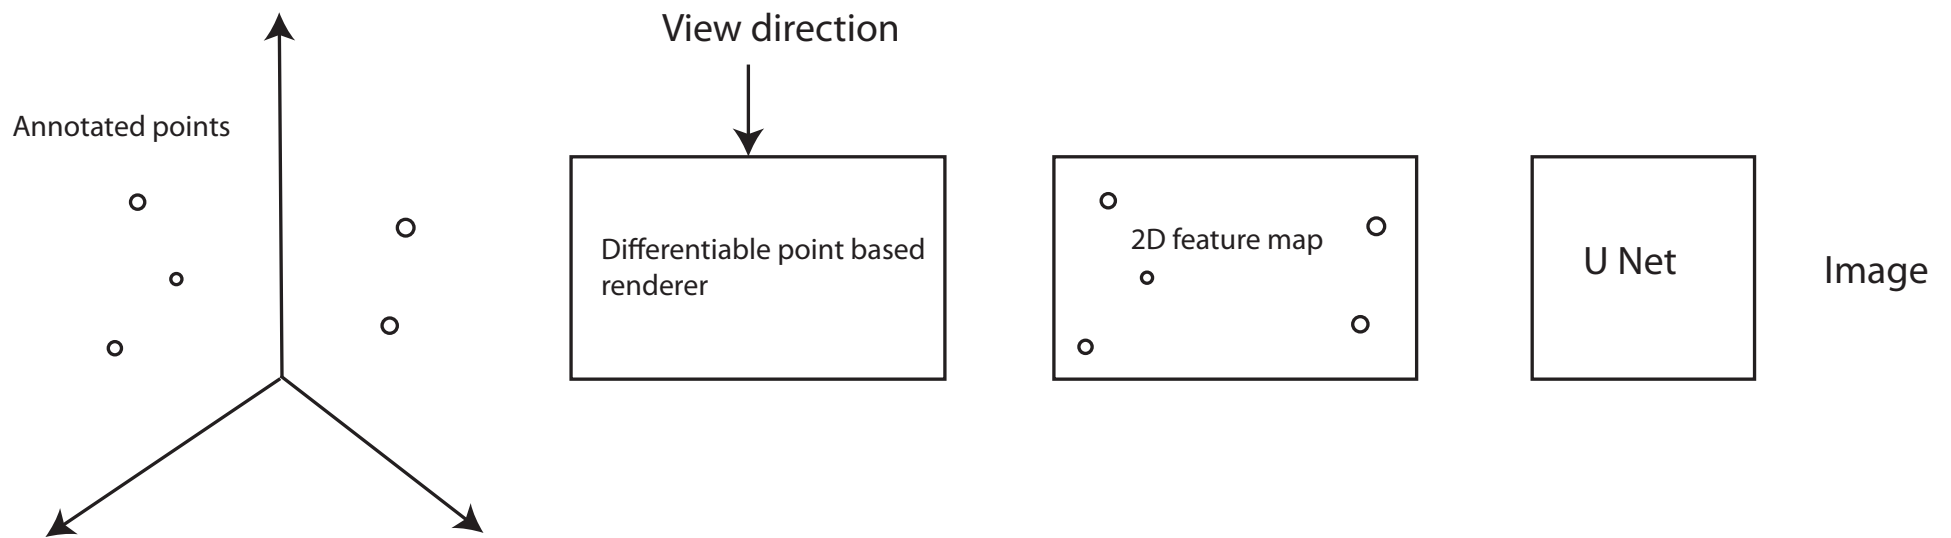 View direction
Annotated points
Differentiable point based
renderer
2D feature map
U Net
Image